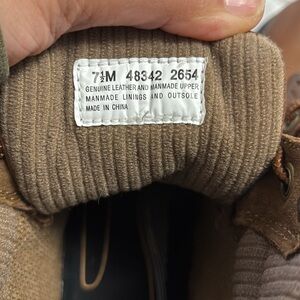 7½M 48342 2654
GENUINE LEATHER AND MANMADE UPPER
MANMADE LININGS AND OUTSOLE
MADE IN CHINA